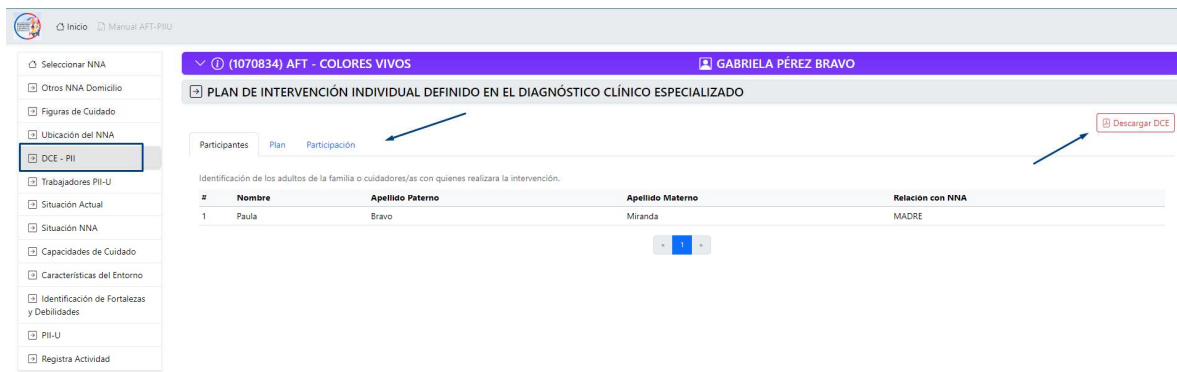 Inicio Manual AFT-PIIU
Seleccionar NNA
Otros NNA Domicilio
Figuras de Cuidado
Ubicación del NNA
DCE - PII
Trabajadores PII-U
Situación Actual
Situación NNA
Capacidades de Cuidado
Características del Entorno
Identificación de Fortalezas
y Debilidades
PII-U
Registra Actividad
(1070834) AFT - COLORES VIVOS GABRIELA PÉREZ BRAVO
PLAN DE INTERVENCIÓN INDIVIDUAL DEFINIDO EN EL DIAGNÓSTICO CLÍNICO ESPECIALIZADO
Descargar DCE
Participantes Plan Participación
Identificación de los adultos de la familia o cuidadores/as con quienes realizara la intervención.
# Nombre Apellido Paterno Apellido Materno Relación con NNA
1 Paula Bravo Miranda MADRE
« 1 »